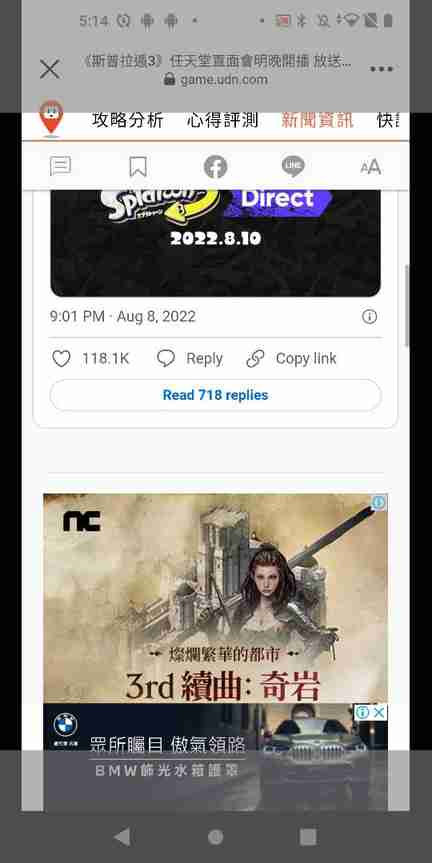 5:14
《斯普拉遁3》任天堂直面會明晚開播 放送...
game.udn.com
攻略分析 心得評測 新聞資訊 快
LINE
AA
Splatoon 3
Direct
2022.8.10
9:01 PM · Aug 8, 2022
118.1K Reply Copy link
Read 718 replies
nc
燦爛繁華的都市
3rd 續曲: 奇岩
眾所矚目 傲氣領路
BMW飾光水箱護罩